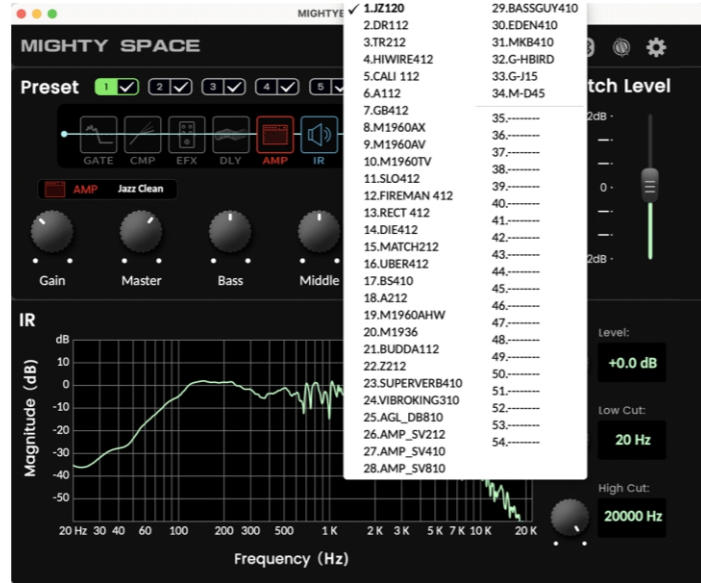 MIGHTYE
MIGHTY SPACE
Preset 1 2 3 4 5
tch Level
GATE CMP EFX DLY AMP IR
AMP Jazz Clean
Gain Master Bass Middle
2dB
0
2dB
✓ 1.JZ120
2.DR112
3.TR212
4.HIWIRE412
5.CALI 112
6.A112
7.GB412
8.M1960AX
9.M1960AV
10.M1960TV
11.SLO412
12.FIREMAN 412
13.RECT 412
14.DIE412
15.MATCH212
16.UBER412
17.BS410
18.A212
19.M1960AHW
20.M1936
21.BUDDA112
22.Z212
23.SUPERVERB410
24.VIBROKING310
25.AGL_DB810
26.AMP_SV212
27.AMP_SV410
28.AMP_SV810
29.BASSGUY410
30.EDEN410
31.MKB410
32.G-HBIRD
33.G-J15
34.M-D45
35.--------
36.--------
37.--------
38.--------
39.--------
40.--------
41.--------
42.--------
43.--------
44.--------
45.--------
46.--------
47.--------
48.--------
49.--------
50.--------
51.--------
52.--------
53.--------
54.--------
IR
Magnitude (dB)
dB
10
0
-10
-20
-30
-40
-50
20 Hz 30 40 60 100 200 300 500 1 K 2 K 3 K 5 K 7 K 10 K 20 K
Frequency (Hz)
Level:
+0.0 dB
Low Cut:
20 Hz
High Cut:
20000 Hz